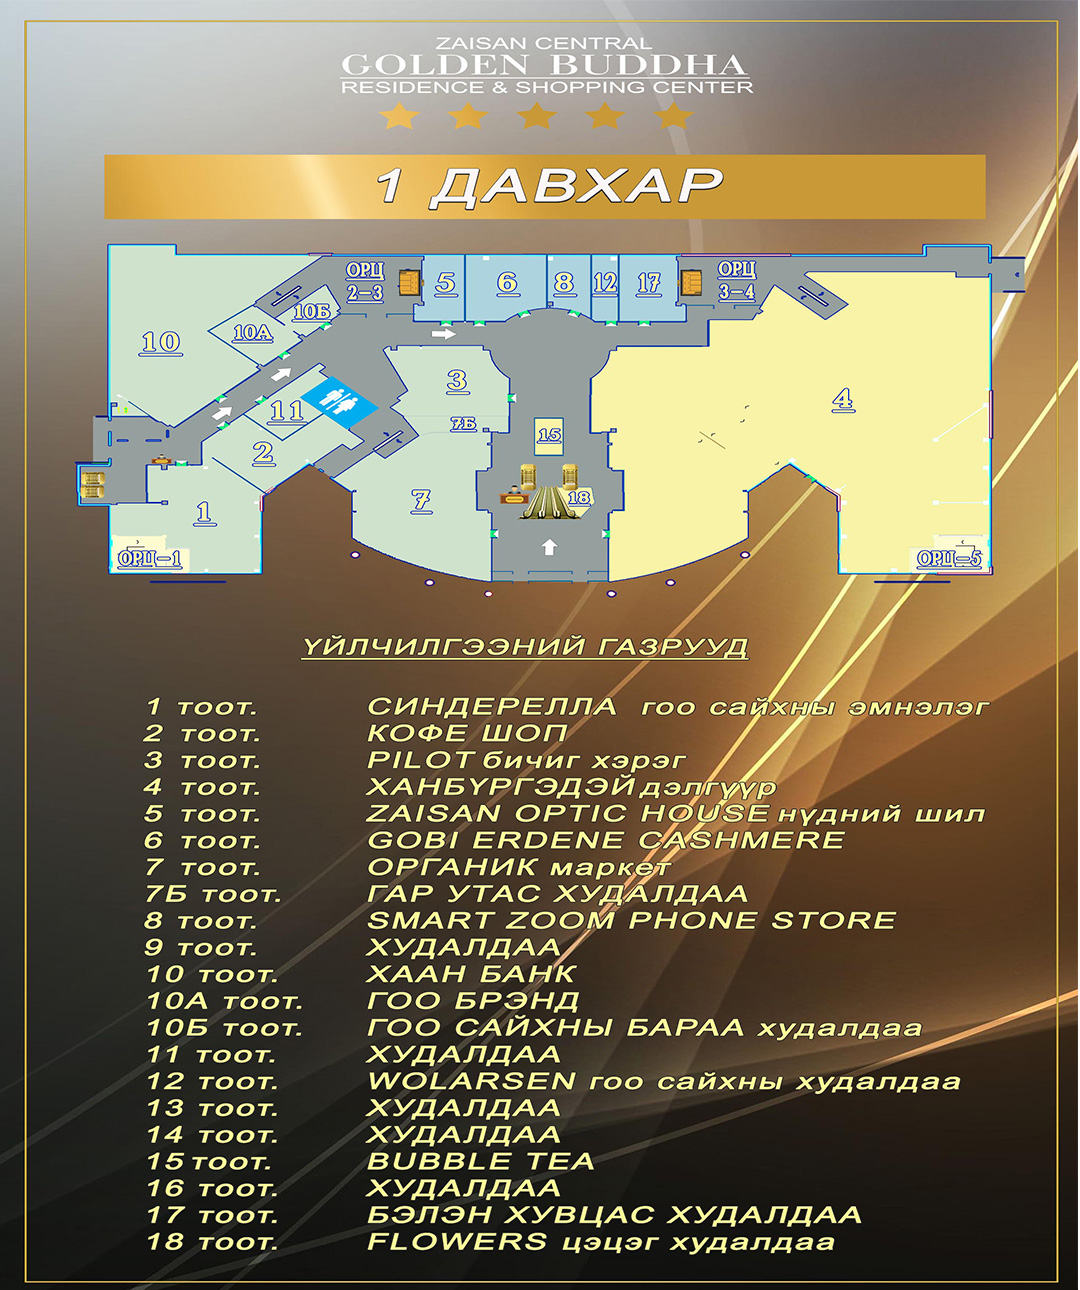 ZAISAN CENTRAL
GOLDEN BUDDHA
RESIDENCE & SHOPPING CENTER
1 ДАВХАР
ОРЦ
2-3
5
6
8
12
17
ОРЦ
3-4
10
10А
10Б
11
2
3
7Б
4
15
1
7
18
ОРЦ-1
ОРЦ-5
ҮЙЛЧИЛГЭЭНИЙ ГАЗРУУД
1 тоот. СИНДЕРЕЛЛА гоо сайхны эмнэлэг
2 тоот. КОФЕ ШОП
3 тоот. PILOT бичиг хэрэг
4 тоот. ХАНБҮРГЭДЭЙ дэлгүүр
5 тоот. ZAISAN OPTIC HOUSE нүдний шил
6 тоот. GOBI ERDENE CASHMERE
7 тоот. ОРГАНИК маркет
7Б тоот. ГАР УТАС ХУДАЛДАА
8 тоот. SMART ZOOM PHONE STORE
9 тоот. ХУДАЛДАА
10 тоот. ХААН БАНК
10А тоот. ГОО БРЭНД
10Б тоот. ГОО САЙХНЫ БАРАА худалдаа
11 тоот. ХУДАЛДАА
12 тоот. WOLARSEN гоо сайхны худалдаа
13 тоот. ХУДАЛДАА
14 тоот. ХУДАЛДАА
15 тоот. BUBBLE TEA
16 тоот. ХУДАЛДАА
17 тоот. БЭЛЭН ХУВЦАС ХУДАЛДАА
18 тоот. FLOWERS цэцэг худалдаа